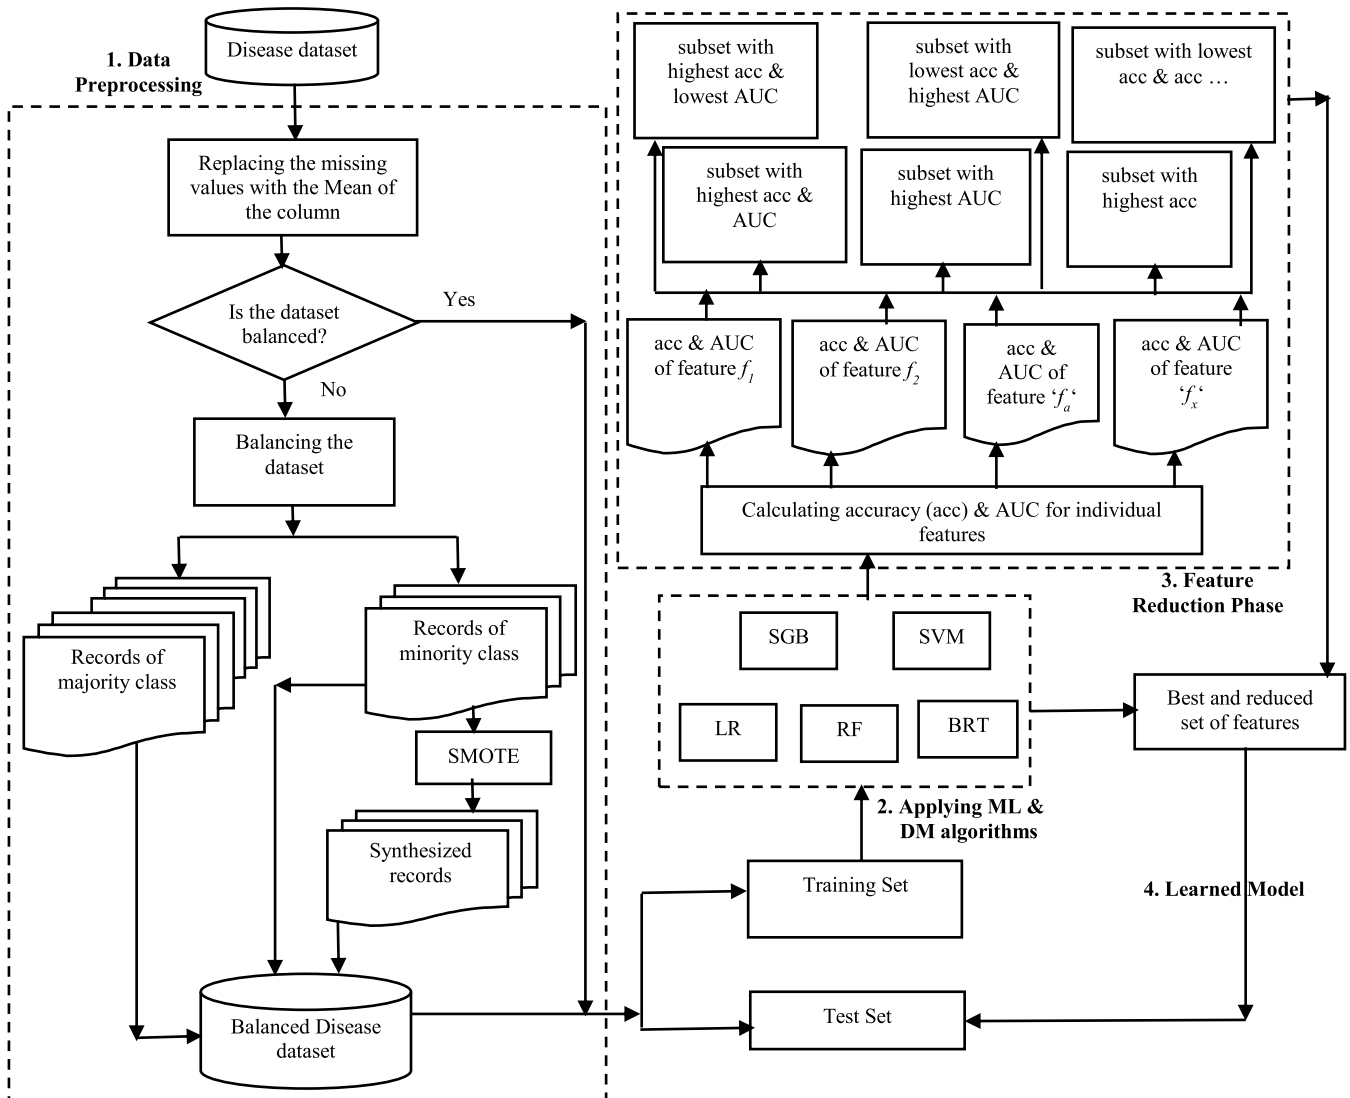 Disease dataset
1. Data
Preprocessing
Replacing the missing
values with the Mean of
the column
Is the dataset
balanced?
Yes
No
Balancing the
dataset
Records of
majority class
Records of
minority class
SMOTE
Synthesized
records
Balanced Disease
dataset
subset with
highest acc &
lowest AUC
subset with
lowest acc &
highest AUC
subset with lowest
acc & acc …
subset with
highest acc &
AUC
subset with
highest AUC
subset with
highest acc
acc & AUC
of feature f1
acc & AUC
of feature f2
acc &
AUC of
feature ‘fa‘
acc & AUC
of feature
‘fx‘
Calculating accuracy (acc) & AUC for individual
features
3. Feature
Reduction Phase
SGB
SVM
LR
RF
BRT
Best and reduced
set of features
2. Applying ML &
DM algorithms
Training Set
4. Learned Model
Test Set